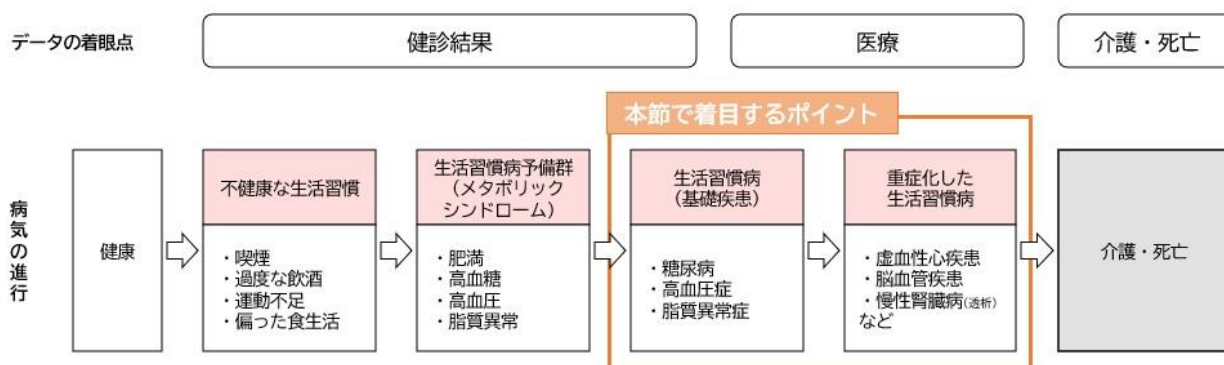 データの着眼点
健診結果
医療
介護・死亡
本節で着目するポイント
病気の進行
健康
不健康な生活習慣
・喫煙
・過度な飲酒
・運動不足
・偏った食生活
生活習慣病予備群
(メタボリック
シンドローム)
・肥満
・高血糖
・高血圧
・脂質異常
生活習慣病
(基礎疾患)
・糖尿病
・高血圧症
・脂質異常症
重症化した
生活習慣病
・虚血性心疾患
・脳血管疾患
・慢性腎臓病(透析)
など
介護・死亡